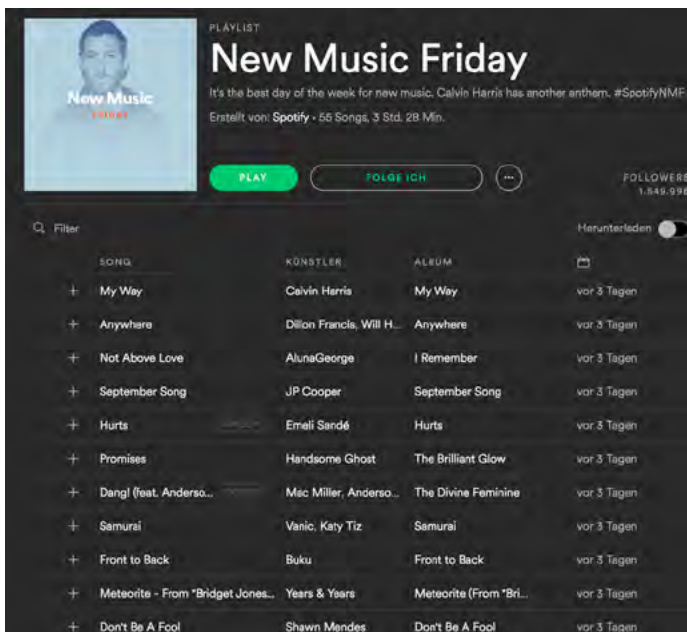 PLAYLIST
New Music Friday
New Music
FRIDAY
It's the best day of the week for new music. Calvin Harris has another anthem. #SpotifyNMF
Erstellt von: Spotify • 55 Songs, 3 Std. 28 Min.
PLAY FOLGE ICH FOLLOWERS
Filter Herunterladen
SONG KÜNSTLER ALBUM
+ My Way Calvin Harris My Way vor 3 Tagen
+ Anywhere Dillon Francis, Will H... Anywhere vor 3 Tagen
+ Not Above Love AlunaGeorge I Remember vor 3 Tagen
+ September Song JP Cooper September Song vor 3 Tagen
+ Hurts Emeli Sandé Hurts vor 3 Tagen
+ Promises Handsome Ghost The Brilliant Glow vor 3 Tagen
+ Dang! (feat. Anderso... Mac Miller, Anderso... The Divine Feminine vor 3 Tagen
+ Samurai Vanic, Katy Tiz Samurai vor 3 Tagen
+ Front to Back Buku Front to Back vor 3 Tagen
+ Meteorite - From "Bridget Jones... Years & Years Meteorite (From "Bri... vor 3 Tagen
+ Don't Be A Fool Shawn Mendes Don't Be A Fool vor 3 Tagen